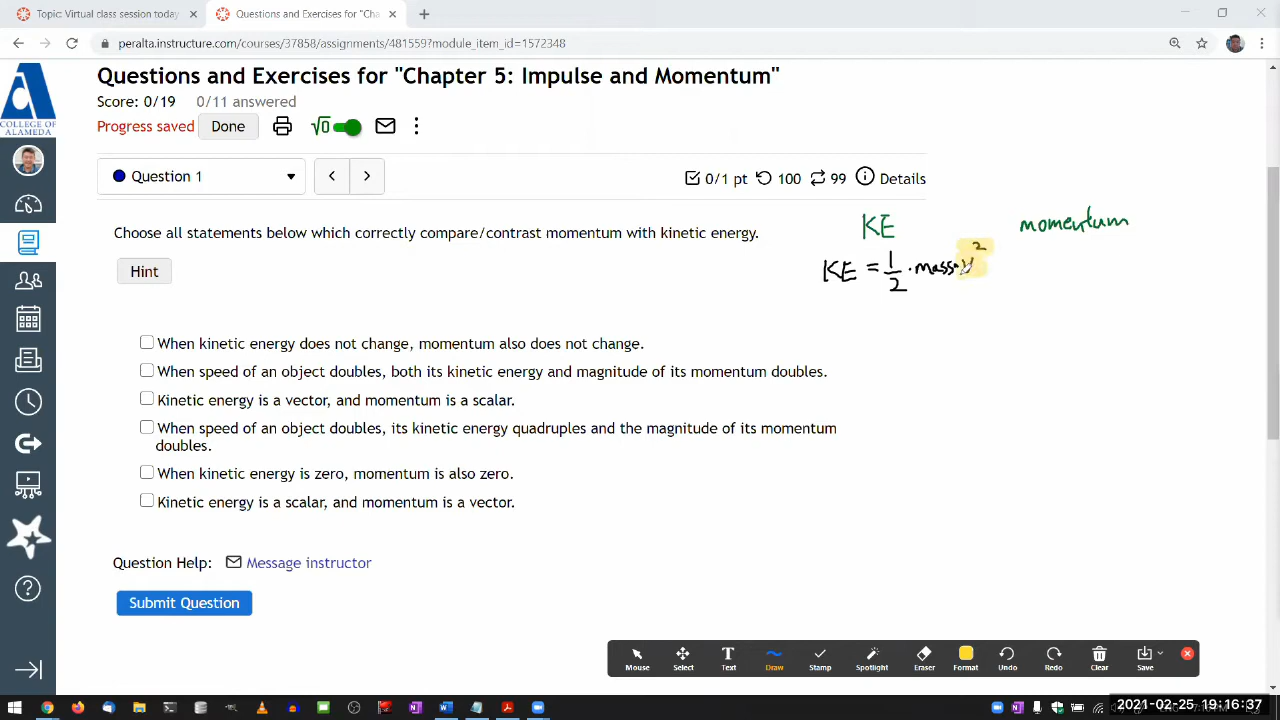 Topic: Virtual class session today
Questions and Exercises for "Cha
peralta.instructure.com/courses/37858/assignments/481559?module_item_id=1572348
COLLEGE OF
ALAMEDA
Questions and Exercises for "Chapter 5: Impulse and Momentum"
Score: 0/19 0/11 answered
Progress saved Done √0
Question 1 < > 0/1 pt 100 99 Details
Choose all statements below which correctly compare/contrast momentum with kinetic energy.
Hint
KE momentum
KE = 1/2 · mass · v²
When kinetic energy does not change, momentum also does not change.
When speed of an object doubles, both its kinetic energy and magnitude of its momentum doubles.
Kinetic energy is a vector, and momentum is a scalar.
When speed of an object doubles, its kinetic energy quadruples and the magnitude of its momentum
doubles.
When kinetic energy is zero, momentum is also zero.
Kinetic energy is a scalar, and momentum is a vector.
Question Help: Message instructor
Submit Question
Mouse Select Text Draw Stamp Spotlight Eraser Format Undo Redo Clear Save
2021-02-25 19:16:37